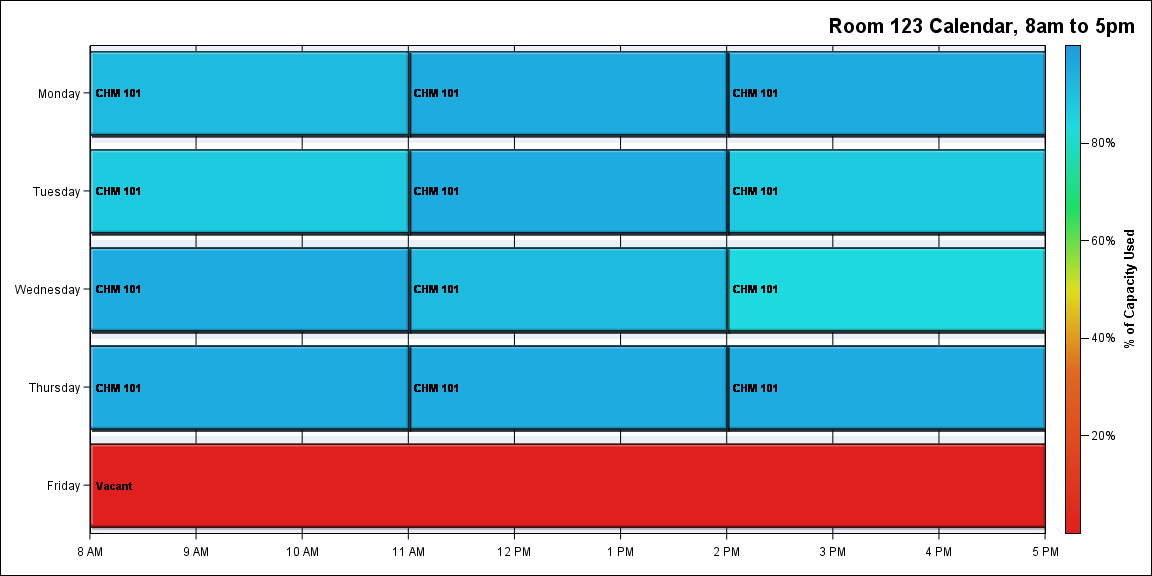 Room 123 Calendar, 8am to 5pm
Monday
CHM 101
CHM 101
CHM 101
Tuesday
CHM 101
CHM 101
CHM 101
Wednesday
CHM 101
CHM 101
CHM 101
Thursday
CHM 101
CHM 101
CHM 101
Friday
Vacant
8 AM
9 AM
10 AM
11 AM
12 PM
1 PM
2 PM
3 PM
4 PM
5 PM
80%
60%
40%
20%
% of Capacity Used